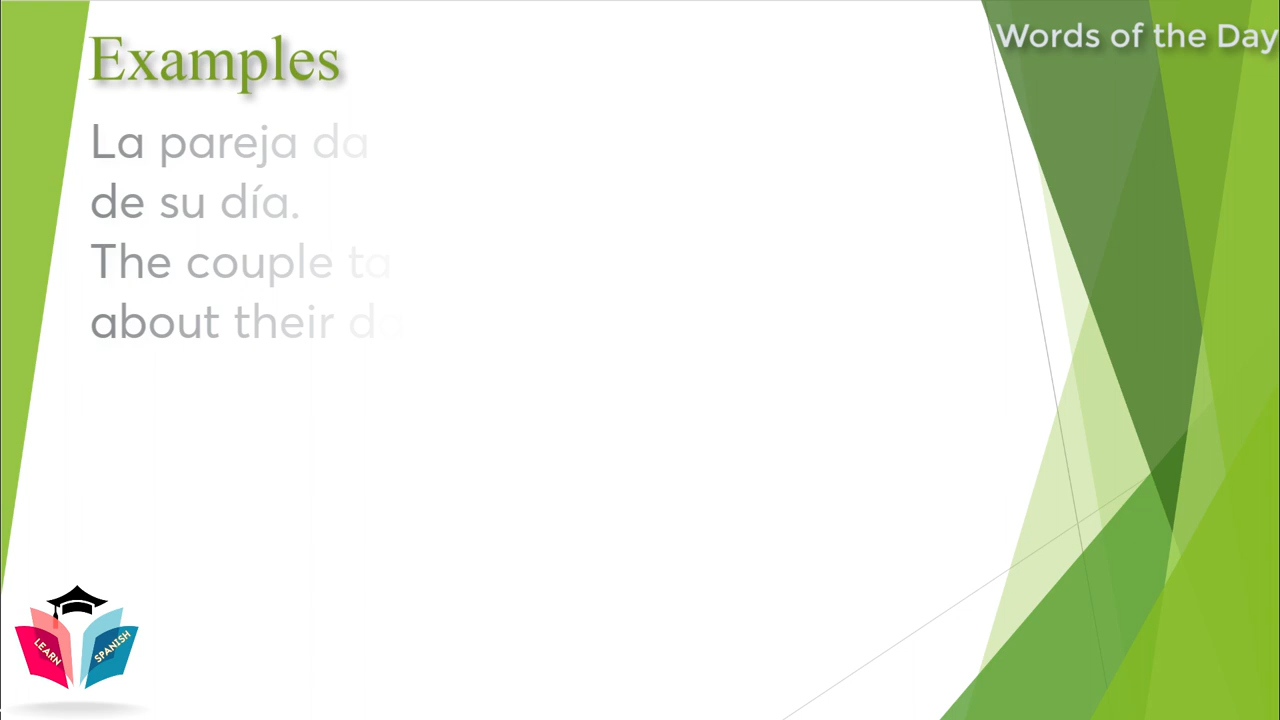 Words of the Day
Examples
La pareja da
de su día.
The couple ta
about their da
LEARN
SPANISH